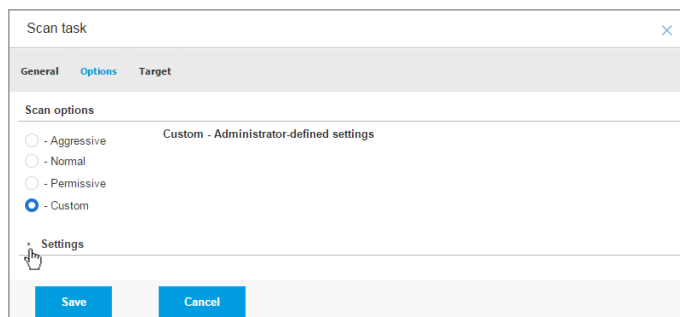 Scan task
General Options Target
Scan options
- Aggressive
Custom - Administrator-defined settings
- Normal
- Permissive
- Custom
Settings
Save Cancel